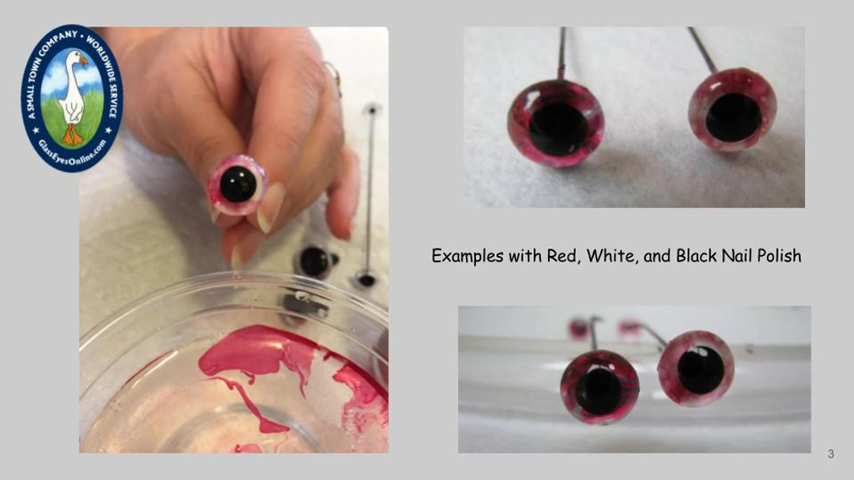 A SMALL TOWN COMPANY • WORLDWIDE SERVICE
GlassEyesOnline.com
Examples with Red, White, and Black Nail Polish
3